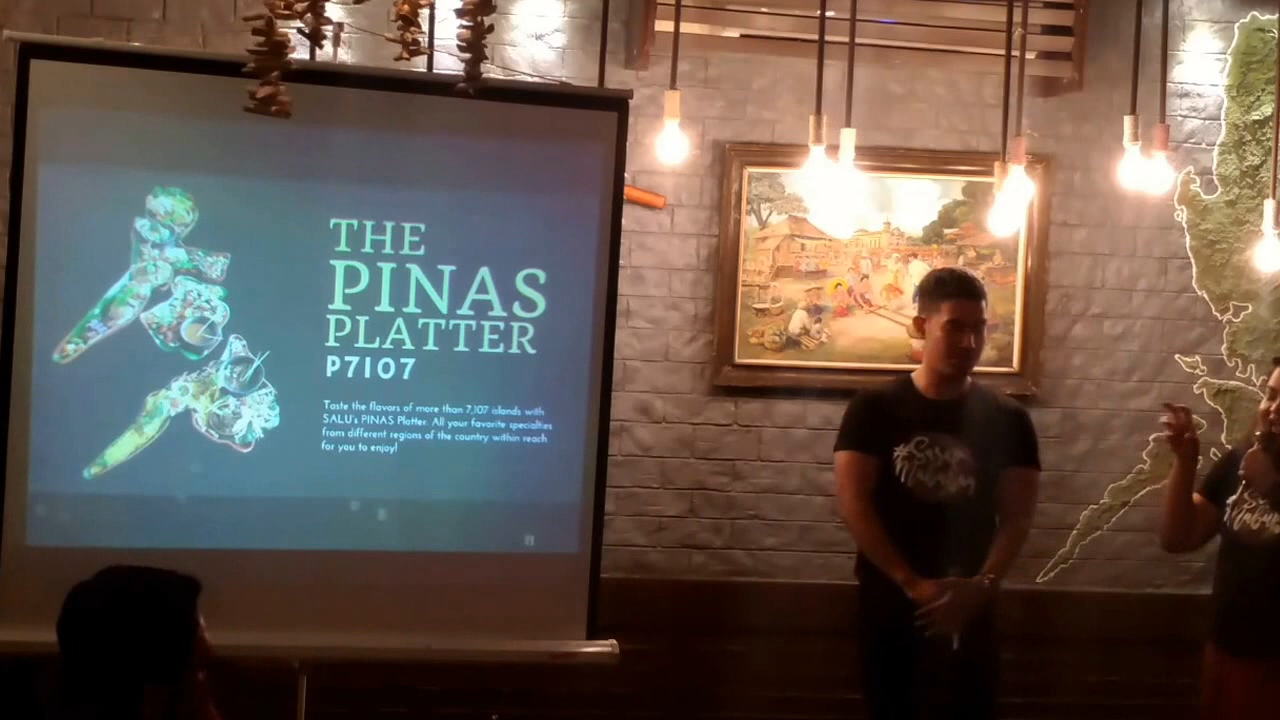 THE
PINAS
PLATTER
P7107
Taste the flavors of more than 7,107 islands with
SALU's PINAS Platter. All your favorite specialties
from different regions of the country within reach
for you to enjoy!